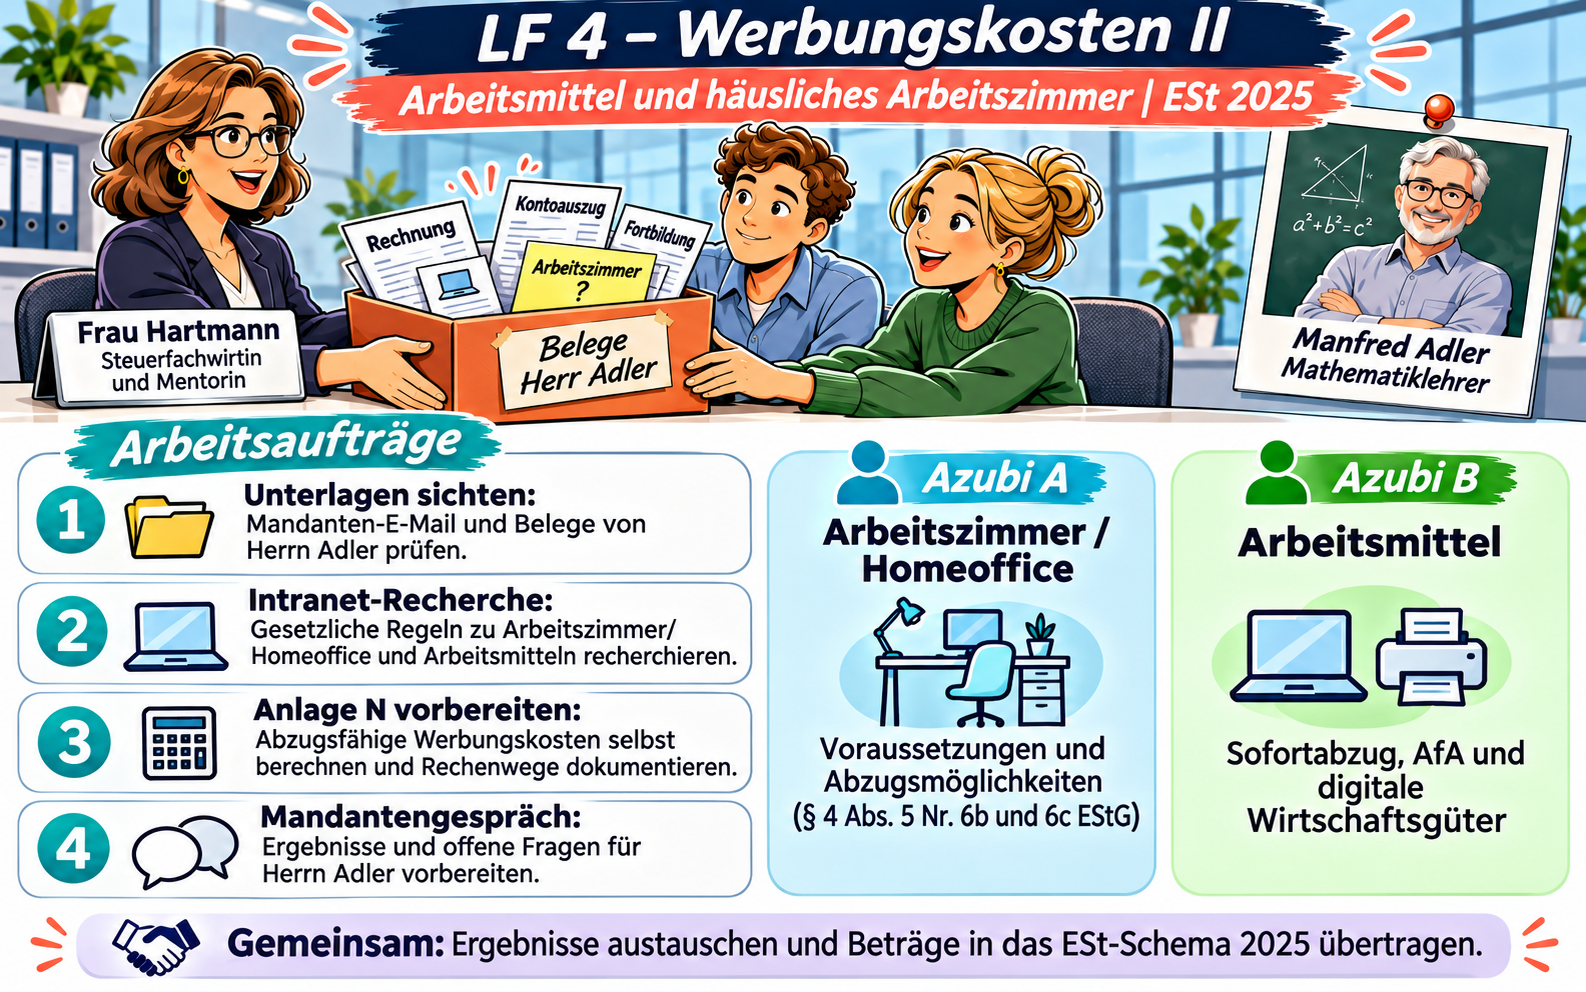 LF 4 – Werbungskosten II
Arbeitsmittel und häusliches Arbeitszimmer | ESt 2025
Rechnung
Kontoauszug
Fortbildung
Arbeitszimmer
?
Belege
Herr Adler
Frau Hartmann
Steuerfachwirtin
und Mentorin
a²+b²=c²
Manfred Adler
Mathematiklehrer
Arbeitsaufträge
1
Unterlagen sichten:
Mandanten-E-Mail und Belege von
Herrn Adler prüfen.
2
Intranet-Recherche:
Gesetzliche Regeln zu Arbeitszimmer/
Homeoffice und Arbeitsmitteln recherchieren.
3
Anlage N vorbereiten:
Abzugsfähige Werbungskosten selbst
berechnen und Rechenwege dokumentieren.
4
Mandantengespräch:
Ergebnisse und offene Fragen für
Herrn Adler vorbereiten.
Azubi A
Arbeitszimmer /
Homeoffice
Voraussetzungen und
Abzugsmöglichkeiten
(§ 4 Abs. 5 Nr. 6b und 6c EStG)
Azubi B
Arbeitsmittel
Sofortabzug, AfA und
digitale
Wirtschaftsgüter
Gemeinsam: Ergebnisse austauschen und Beträge in das ESt-Schema 2025 übertragen.